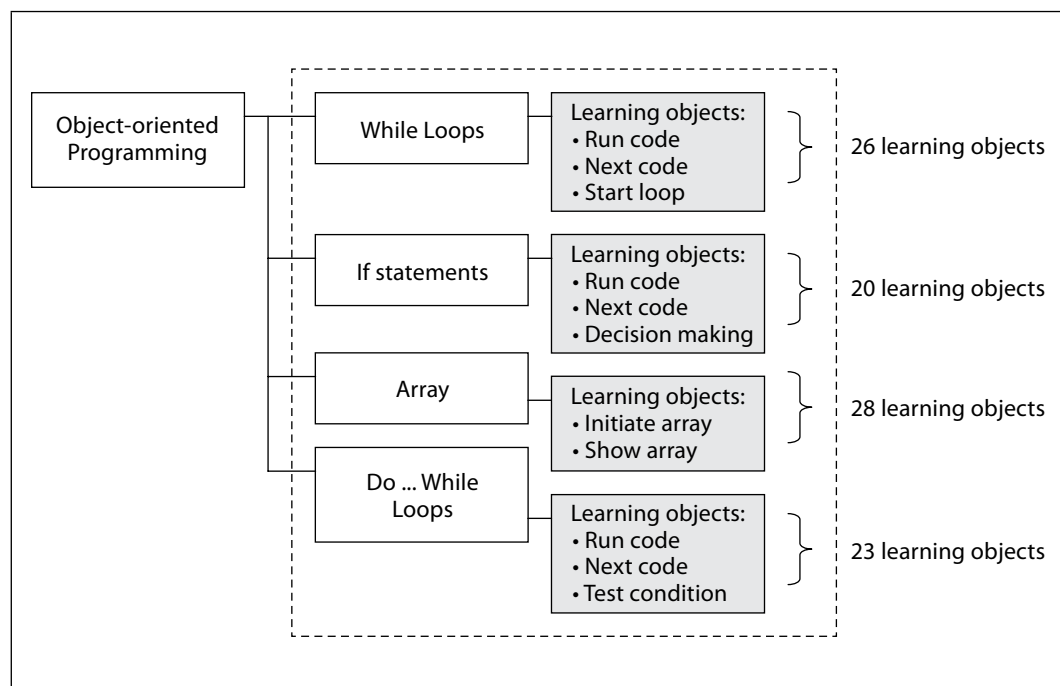 Object-oriented
Programming
While Loops
Learning objects:
• Run code
• Next code
• Start loop
26 learning objects
If statements
Learning objects:
• Run code
• Next code
• Decision making
20 learning objects
Array
Learning objects:
• Initiate array
• Show array
28 learning objects
Do ... While
Loops
Learning objects:
• Run code
• Next code
• Test condition
23 learning objects